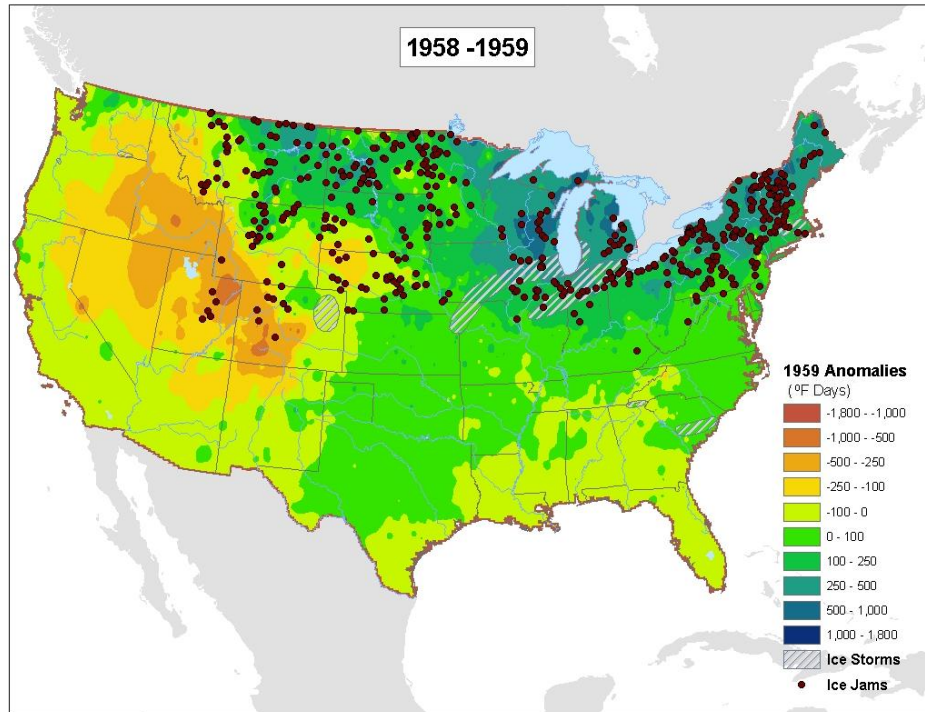 1958 -1959
1959 Anomalies
(ºF Days)
-1,800 - -1,000
-1,000 - -500
-500 - -250
-250 - -100
-100 - 0
0 - 100
100 - 250
250 - 500
500 - 1,000
1,000 - 1,800
Ice Storms
Ice Jams